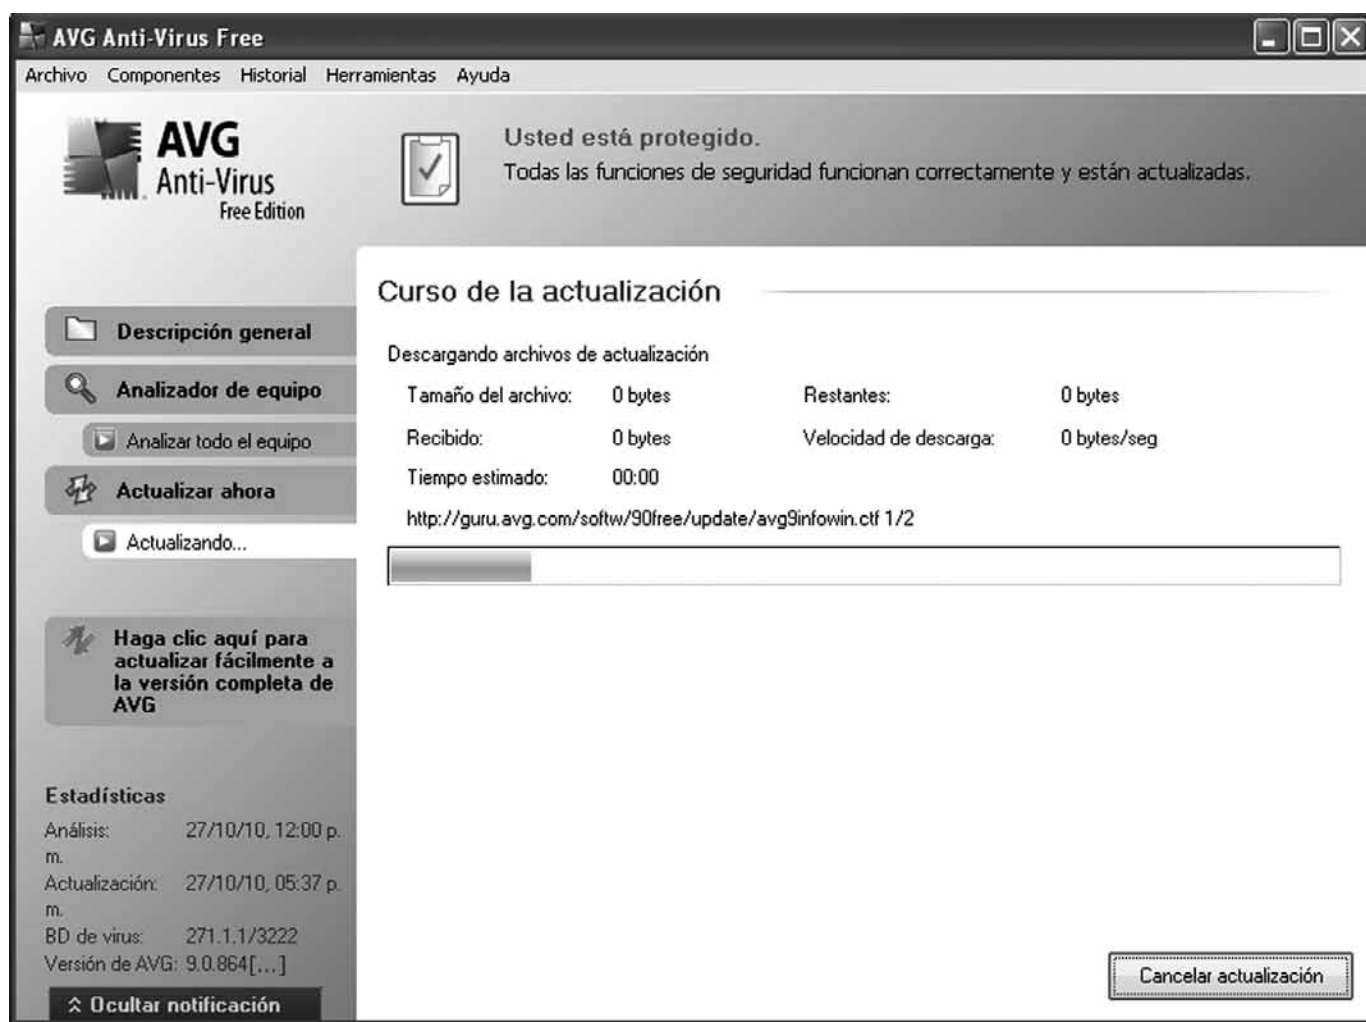 AVG Anti-Virus Free
Archivo Componentes Historial Herramientas Ayuda
AVG
Anti-Virus
Free Edition
Usted está protegido.
Todas las funciones de seguridad funcionan correctamente y están actualizadas.
Descripción general
Analizador de equipo
Analizar todo el equipo
Actualizar ahora
Actualizando...
Haga clic aquí para
actualizar fácilmente a
la versión completa de
AVG
Estadísticas
Análisis: 27/10/10, 12:00 p.
m.
Actualización: 27/10/10, 05:37 p.
m.
BD de virus: 271.1.1/3222
Versión de AVG: 9.0.864[...]
Ocultar notificación
Curso de la actualización
Descargando archivos de actualización
Tamaño del archivo: 0 bytes Restantes: 0 bytes
Recibido: 0 bytes Velocidad de descarga: 0 bytes/seg
Tiempo estimado: 00:00
http://guru.avg.com/softw/90free/update/avg9infowin.ctf 1/2
Cancelar actualización